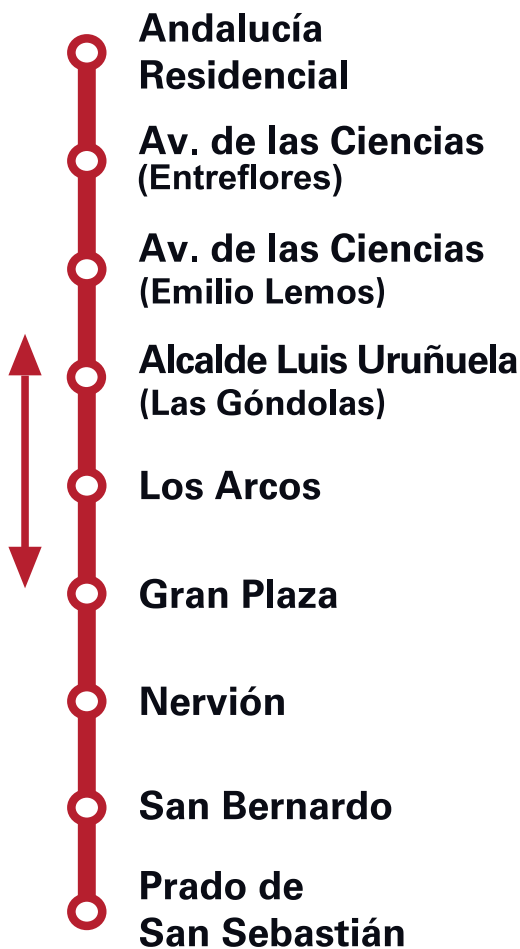 Andalucía
Residencial
Av. de las Ciencias
(Entreflores)
Av. de las Ciencias
(Emilio Lemos)
Alcalde Luis Uruñuela
(Las Góndolas)
Los Arcos
Gran Plaza
Nervión
San Bernardo
Prado de
San Sebastián